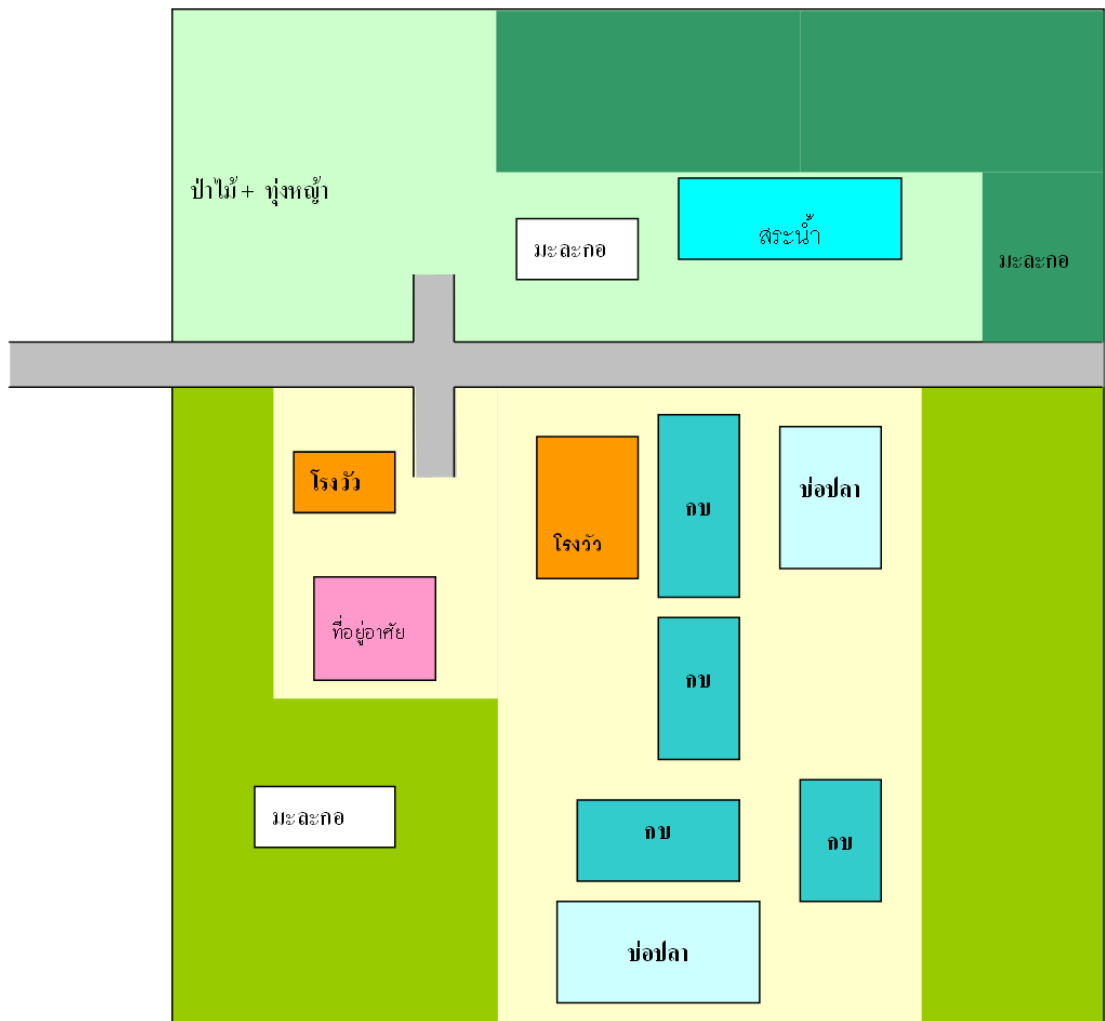 ป่าไม้ + ทุ่งหญ้า
มะละกอ
สระน้ำ
มะละกอ
โรงวัว
โรงวัว
กบ
บ่อปลา
ที่อยู่อาศัย
กบ
มะละกอ
กบ
กบ
บ่อปลา